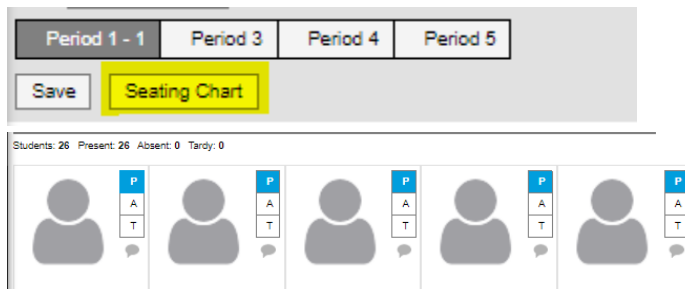 Period 1 - 1 Period 3 Period 4 Period 5
Save Seating Chart
Students: 26 Present: 26 Absent: 0 Tardy: 0
P P P P P
A A A A A
T T T T T